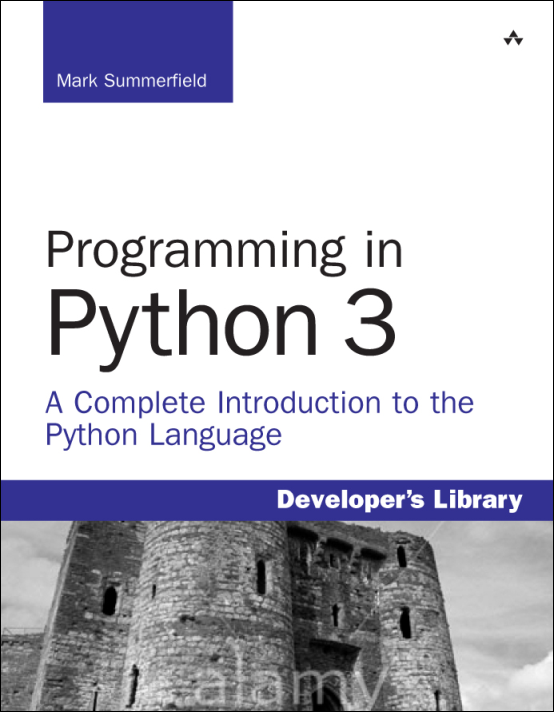 Mark Summerfield
Programming in
Python 3
A Complete Introduction to the
Python Language
Developer's Library
alamy